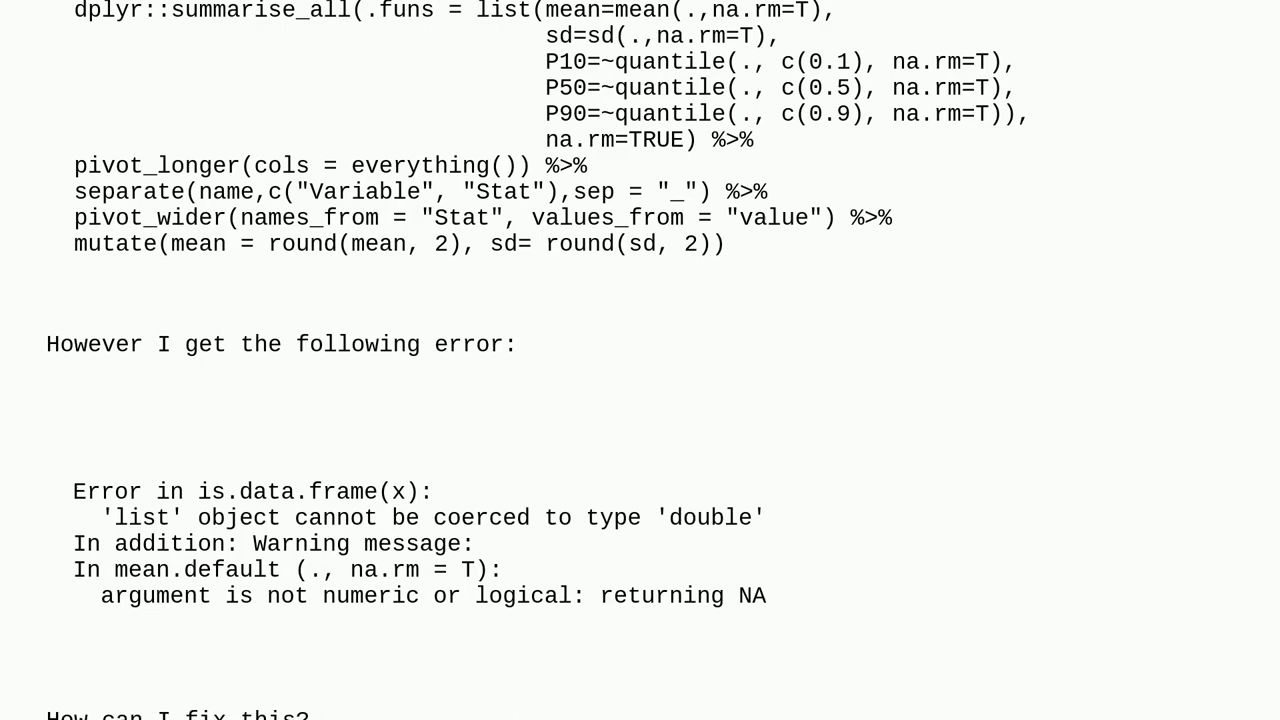 dplyr::summarise_all(.funs = list(mean=mean(.,na.rm=T),
sd=sd(.,na.rm=T),
P10=~quantile(., c(0.1), na.rm=T),
P50=~quantile(., c(0.5), na.rm=T),
P90=~quantile(., c(0.9), na.rm=T)),
na.rm=TRUE) %>%
pivot_longer(cols = everything()) %>%
separate(name,c("Variable", "Stat"),sep = "_") %>%
pivot_wider(names_from = "Stat", values_from = "value") %>%
mutate(mean = round(mean, 2), sd= round(sd, 2))
However I get the following error:
Error in is.data.frame(x):
'list' object cannot be coerced to type 'double'
In addition: Warning message:
In mean.default (., na.rm = T):
argument is not numeric or logical: returning NA
How can I fix this?